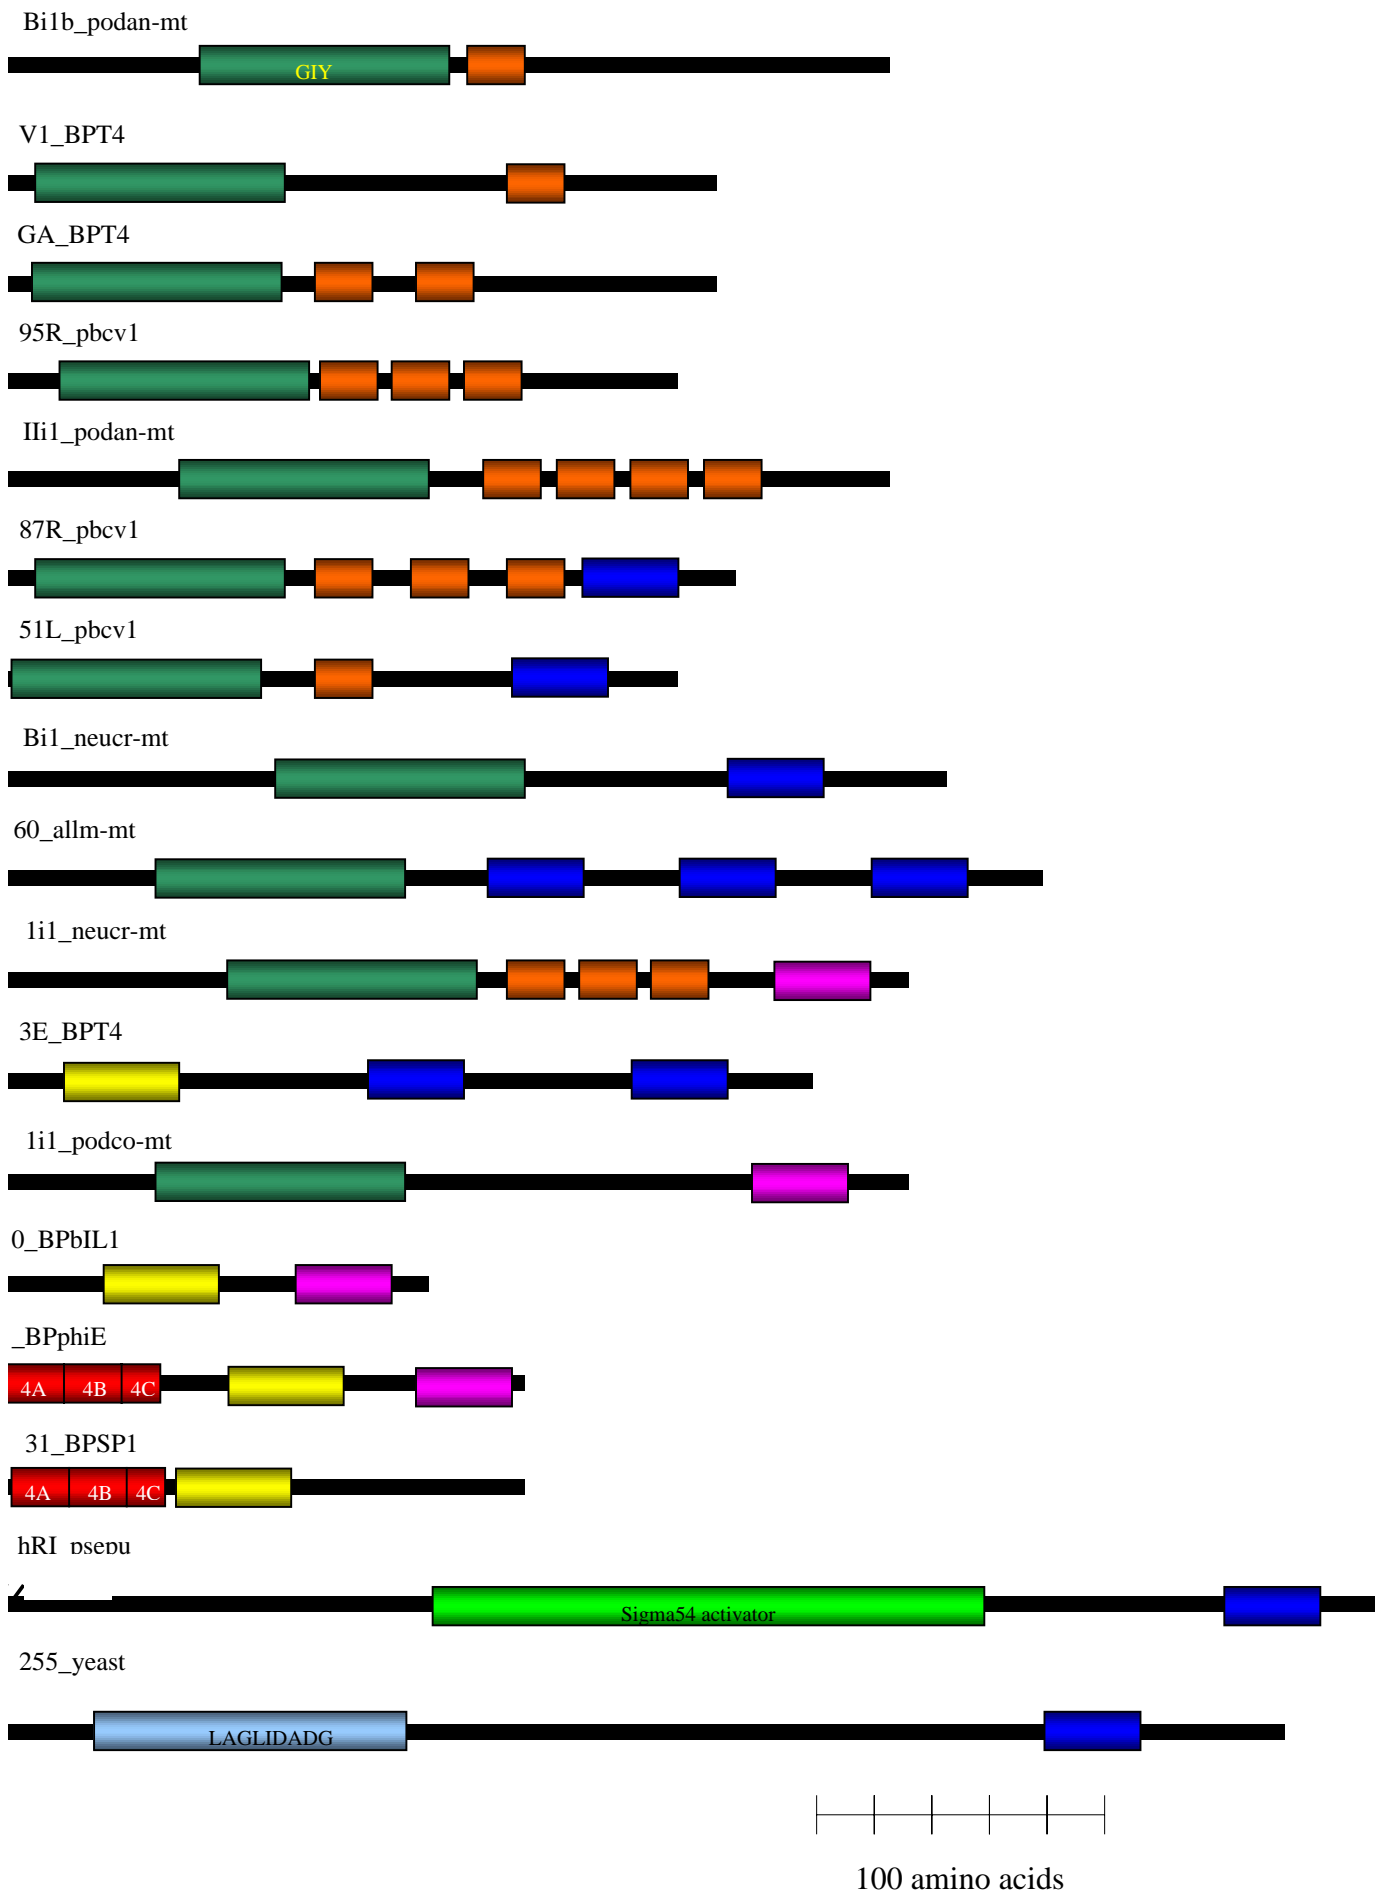 Bi1b_podan-mt
GIY
V1_BPT4
GA_BPT4
95R_pbcv1
IIi1_podan-mt
87R_pbcv1
51L_pbcv1
Bi1_neucr-mt
60_allm-mt
1i1_neucr-mt
3E_BPT4
1i1_podco-mt
0_BPbIL1
_BPphiE
4A 4B 4C
31_BPSP1
4A 4B 4C
hRI_psepu
Sigma54 activator
255_yeast
LAGLIDADG
100 amino acids